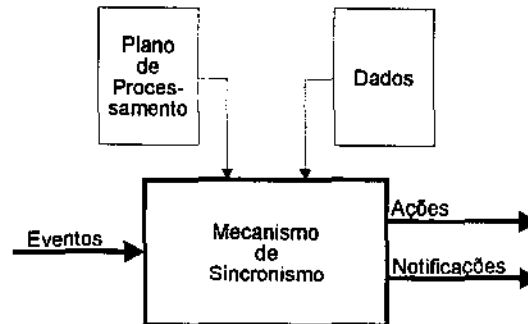 Plano
de
Proces-
samento
Dados
Eventos
Mecanismo
de
Sincronismo
Ações
Notificações